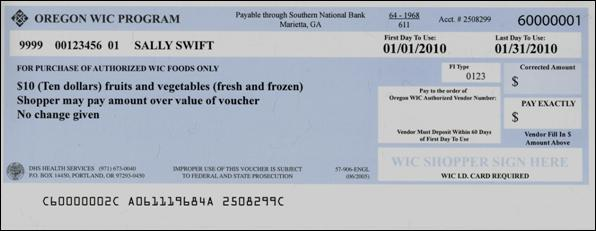 OREGON WIC PROGRAM
Payable through Southern National Bank
Marietta, GA
64 - 1968
611
Acct. # 2508299
60000001
9999 00123456 01 SALLY SWIFT
First Day To Use:
01/01/2010
Last Day To Use:
01/31/2010
FOR PURCHASE OF AUTHORIZED WIC FOODS ONLY
FI Type
0123
Corrected Amount
$
$10 (Ten dollars) fruits and vegetables (fresh and frozen)
Shopper may pay amount over value of voucher
No change given
Pay to the order of
Oregon WIC Authorized Vendor Number:
PAY EXACTLY
$
Vendor Must Deposit Within 60 Days
of First Day To Use
Vendor Fill In $
Amount Above
WIC SHOPPER SIGN HERE
WIC I.D. CARD REQUIRED
DHS HEALTH SERVICES (971) 673-0040
P.O. BOX 14450, PORTLAND, OR 97293-0450
IMPROPER USE OF THIS VOUCHER IS SUBJECT
TO FEDERAL AND STATE PROSECUTION
57-906-ENGL
(06/2005)
C60000002C A061119684A 2508299C